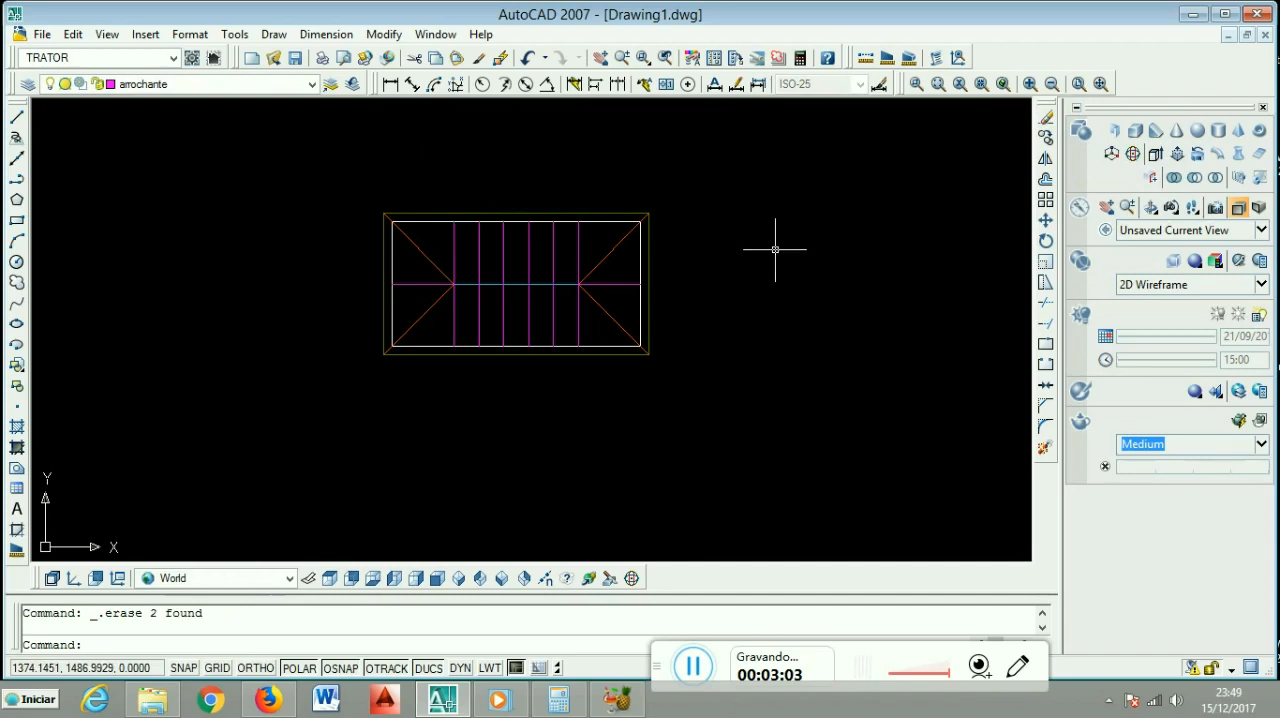 AutoCAD 2007 - [Drawing1.dwg]
File Edit View Insert Format Tools Draw Dimension Modify Window Help
TRATOR
arrochante
ISO-25
Unsaved Current View
2D Wireframe
21/09/20
15:00
Medium
Y
X
World
Command: _.erase 2 found
Command:
1374.1451, 1486.9929, 0.0000 SNAP GRID ORTHO POLAR OSNAP OTRACK DUCS DYN LWT
Gravando...
00:03:03
Iniciar
23:49
15/12/2017